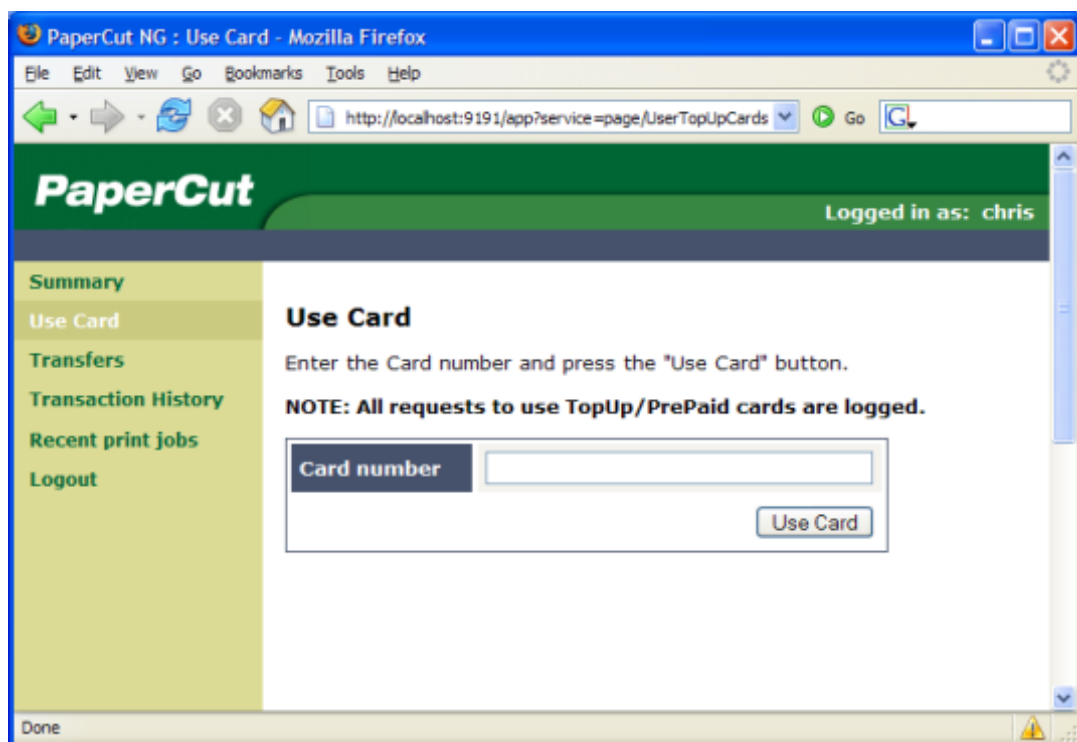 PaperCut NG : Use Card - Mozilla Firefox
File Edit View Go Bookmarks Tools Help
http://localhost:9191/app?service=page/UserTopUpCards Go G
PaperCut
Logged in as: chris
Summary
Use Card
Transfers
Transaction History
Recent print jobs
Logout
Use Card
Enter the Card number and press the "Use Card" button.
NOTE: All requests to use TopUp/PrePaid cards are logged.
Card number
Use Card
Done